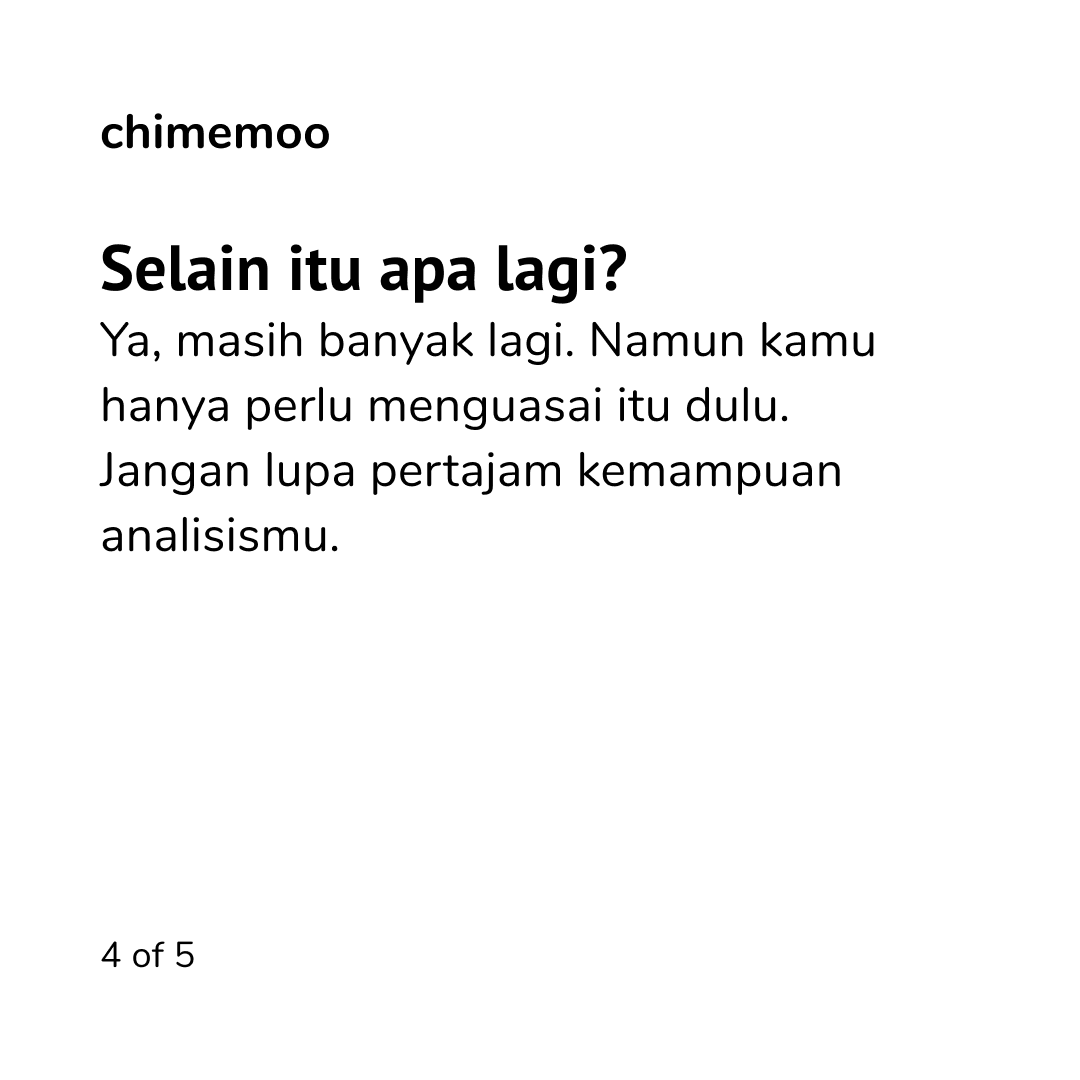 chimemoo
Selain itu apa lagi?
Ya, masih banyak lagi. Namun kamu
hanya perlu menguasai itu dulu.
Jangan lupa pertajam kemampuan
analisismu.
4 of 5